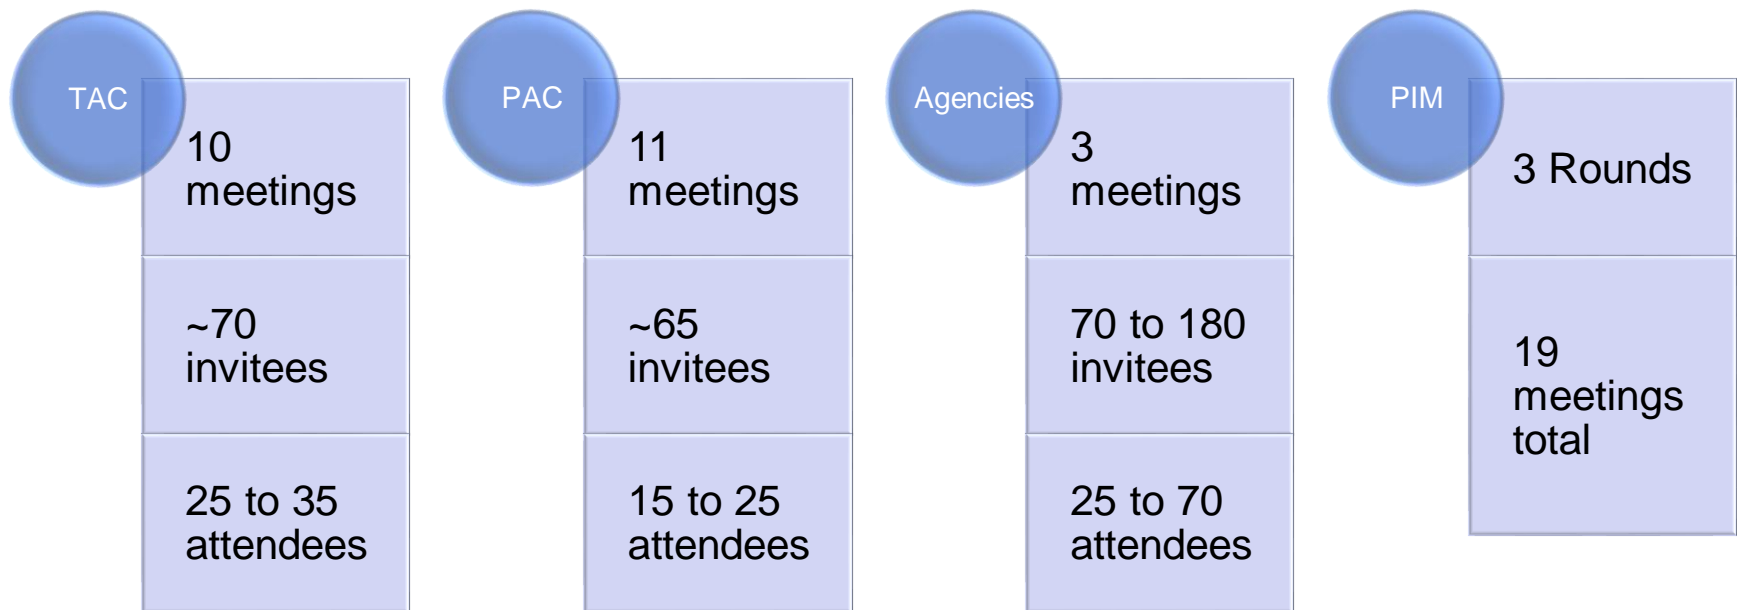 TAC
10
meetings
~70
invitees
25 to 35
attendees
PAC
11
meetings
~65
invitees
15 to 25
attendees
Agencies
3
meetings
70 to 180
invitees
25 to 70
attendees
PIM
3 Rounds
19
meetings
total